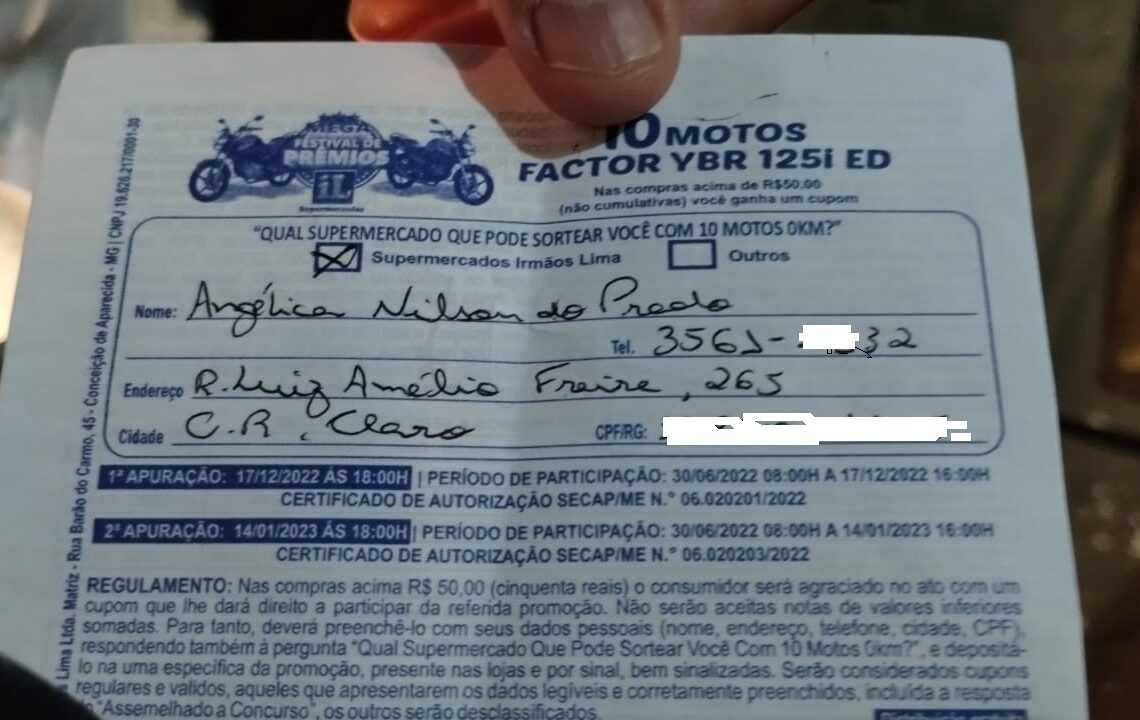 MEGA
FESTIVAL DE
PRÊMIOS
Supermercados
10 MOTOS
FACTOR YBR 125i ED
Nas compras acima de R$50,00
(não cumulativas) você ganha um cupom
"QUAL SUPERMERCADO QUE PODE SORTEAR VOCÊ COM 10 MOTOS 0KM?"
Supermercados Irmãos Lima Outros
Nome: Angélica Nilson do Prado
Tel. 3561- 32
Endereço R. Luiz Amélio Freire, 265
Cidade C.R. Claro CPF/RG:
1ª APURAÇÃO: 17/12/2022 ÁS 18:00H | PERÍODO DE PARTICIPAÇÃO: 30/06/2022 08:00H A 17/12/2022 16:00H
CERTIFICADO DE AUTORIZAÇÃO SECAP/ME N.º 06.020201/2022
2ª APURAÇÃO: 14/01/2023 ÁS 18:00H | PERÍODO DE PARTICIPAÇÃO: 30/06/2022 08:00H A 14/01/2023 16:00H
CERTIFICADO DE AUTORIZAÇÃO SECAP/ME N.º 06.020203/2022
REGULAMENTO: Nas compras acima R$ 50,00 (cinquenta reais) o consumidor será agraciado no ato com um
cupom que lhe dará direito a participar da referida promoção. Não serão aceitas notas de valores inferiores
somadas. Para tanto, deverá preenchê-lo com seus dados pessoais (nome, endereço, telefone, cidade, CPF),
respondendo também à pergunta "Qual Supermercado Que Pode Sortear Você Com 10 Motos 0km?", e depositá-
lo na urna específica da promoção, presente nas lojas e por sinal, bem sinalizadas. Serão considerados cupons
regulares e validos, aqueles que apresentarem os dados legíveis e corretamente preenchidos, incluída a resposta
"Assemelhado a Concurso", os outros serão desclassificados.
s Lima Ltda. Matriz - Rua Barão do Carmo, 45 - Conceição de Aparecida - MG | CNPJ 19.626.217/0001-30